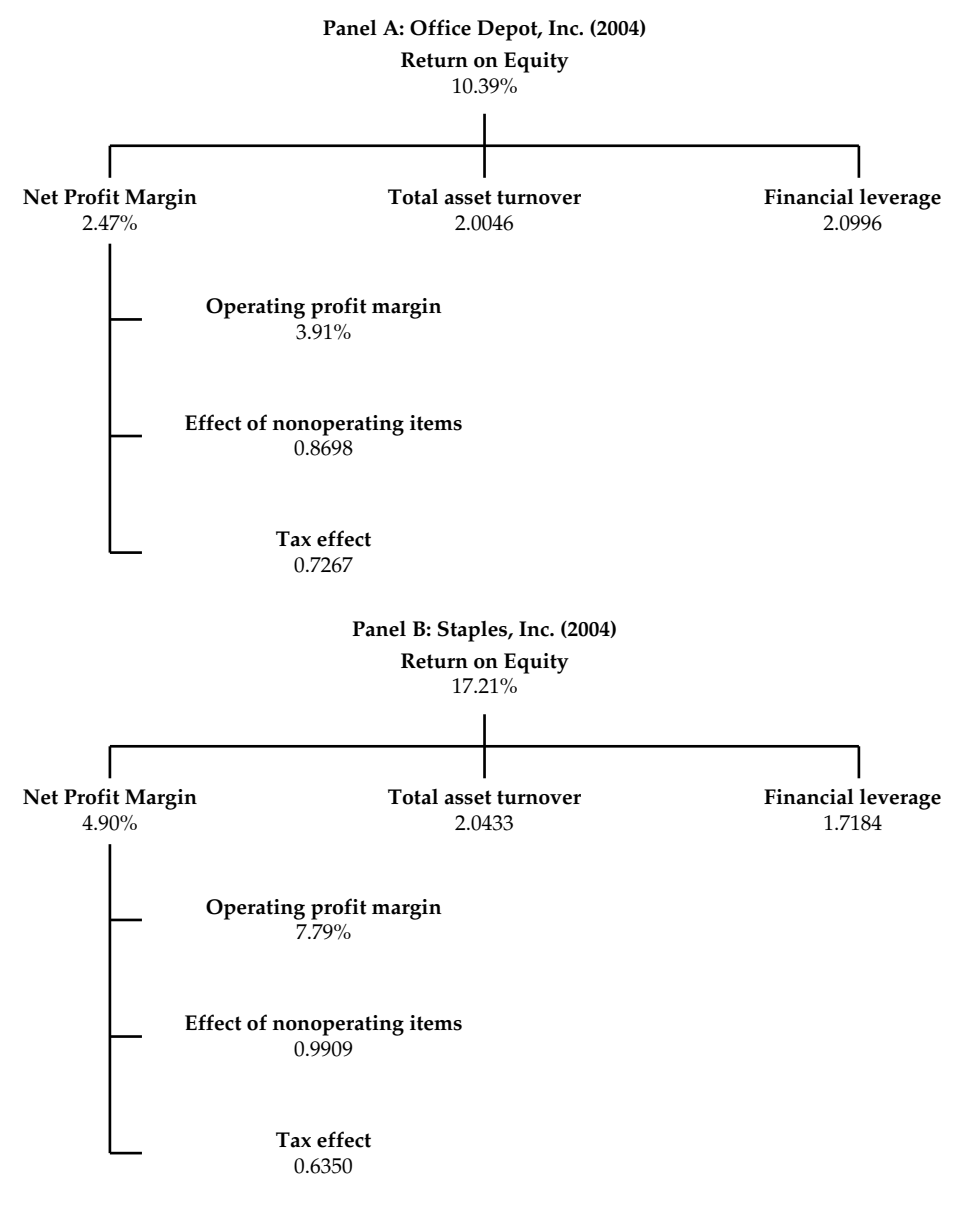 Panel A: Office Depot, Inc. (2004)
Return on Equity
10.39%
Net Profit Margin
2.47%
Total asset turnover
2.0046
Financial leverage
2.0996
Operating profit margin
3.91%
Effect of nonoperating items
0.8698
Tax effect
0.7267
Panel B: Staples, Inc. (2004)
Return on Equity
17.21%
Net Profit Margin
4.90%
Total asset turnover
2.0433
Financial leverage
1.7184
Operating profit margin
7.79%
Effect of nonoperating items
0.9909
Tax effect
0.6350